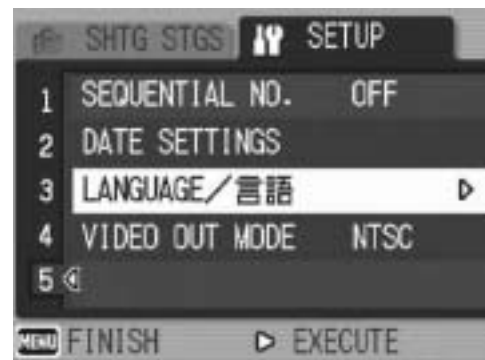 SHTG STGS SETUP
1 SEQUENTIAL NO. OFF
2 DATE SETTINGS
3 LANGUAGE／言語
4 VIDEO OUT MODE NTSC
5
MENU FINISH EXECUTE